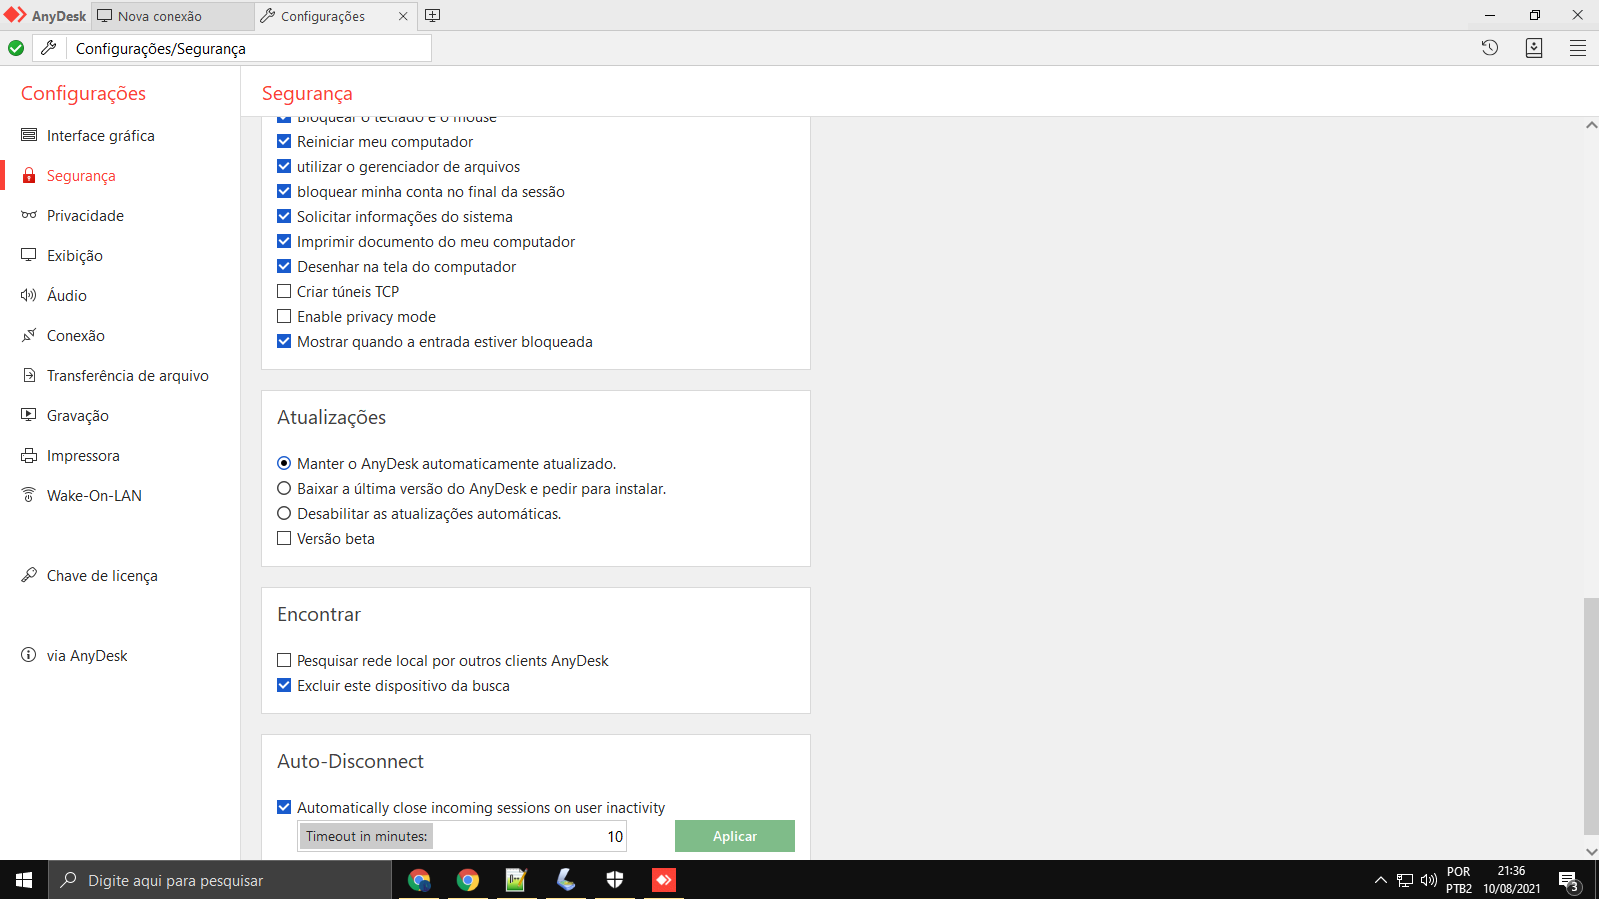 AnyDesk
Nova conexão
Configurações
Configurações/Segurança
Configurações
Interface gráfica
Segurança
Privacidade
Exibição
Áudio
Conexão
Transferência de arquivo
Gravação
Impressora
Wake-On-LAN
Chave de licença
via AnyDesk
Segurança
Bloquear o teclado e o mouse
Reiniciar meu computador
utilizar o gerenciador de arquivos
bloquear minha conta no final da sessão
Solicitar informações do sistema
Imprimir documento do meu computador
Desenhar na tela do computador
Criar túneis TCP
Enable privacy mode
Mostrar quando a entrada estiver bloqueada
Atualizações
Manter o AnyDesk automaticamente atualizado.
Baixar a última versão do AnyDesk e pedir para instalar.
Desabilitar as atualizações automáticas.
Versão beta
Encontrar
Pesquisar rede local por outros clients AnyDesk
Excluir este dispositivo da busca
Auto-Disconnect
Automatically close incoming sessions on user inactivity
Timeout in minutes: 10
Aplicar
Digite aqui para pesquisar
POR
PTB2
21:36
10/08/2021
3